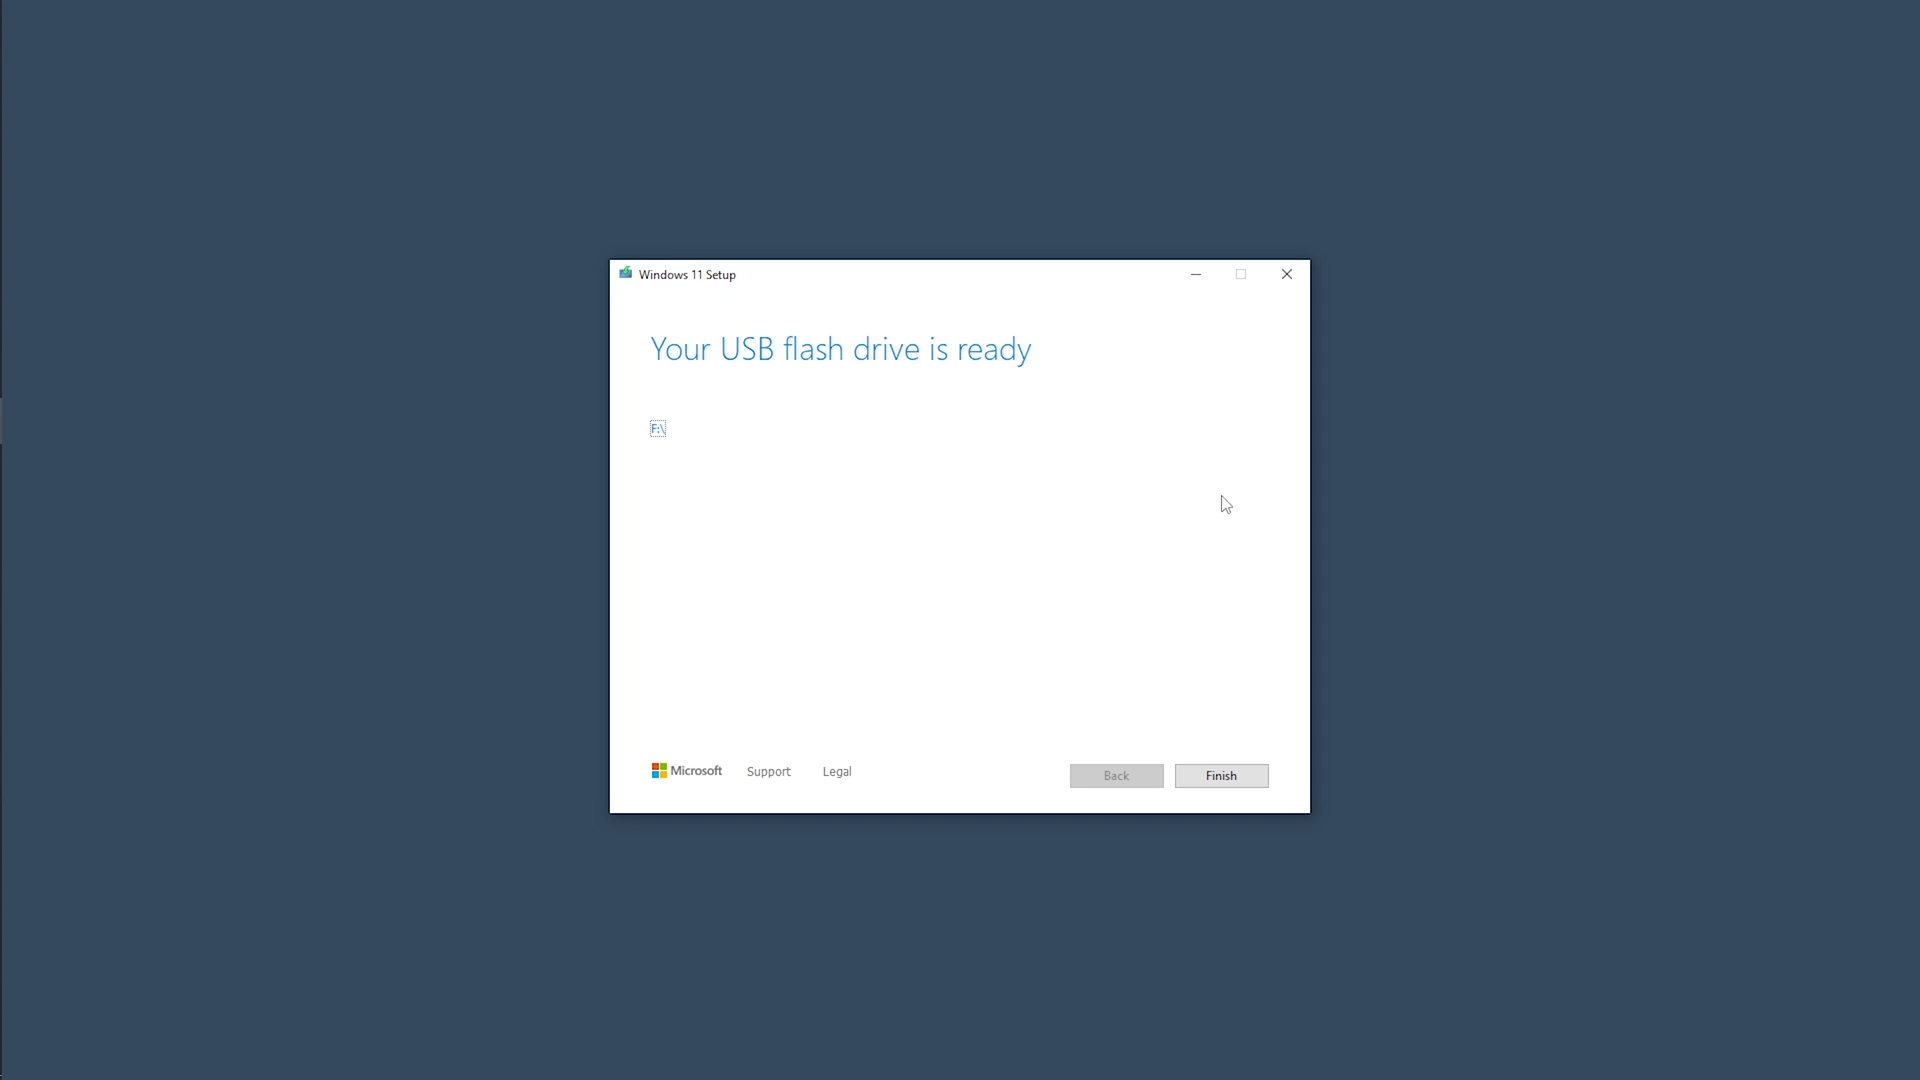 Windows 11 Setup
Your USB flash drive is ready
F:\
Microsoft Support Legal Back Finish